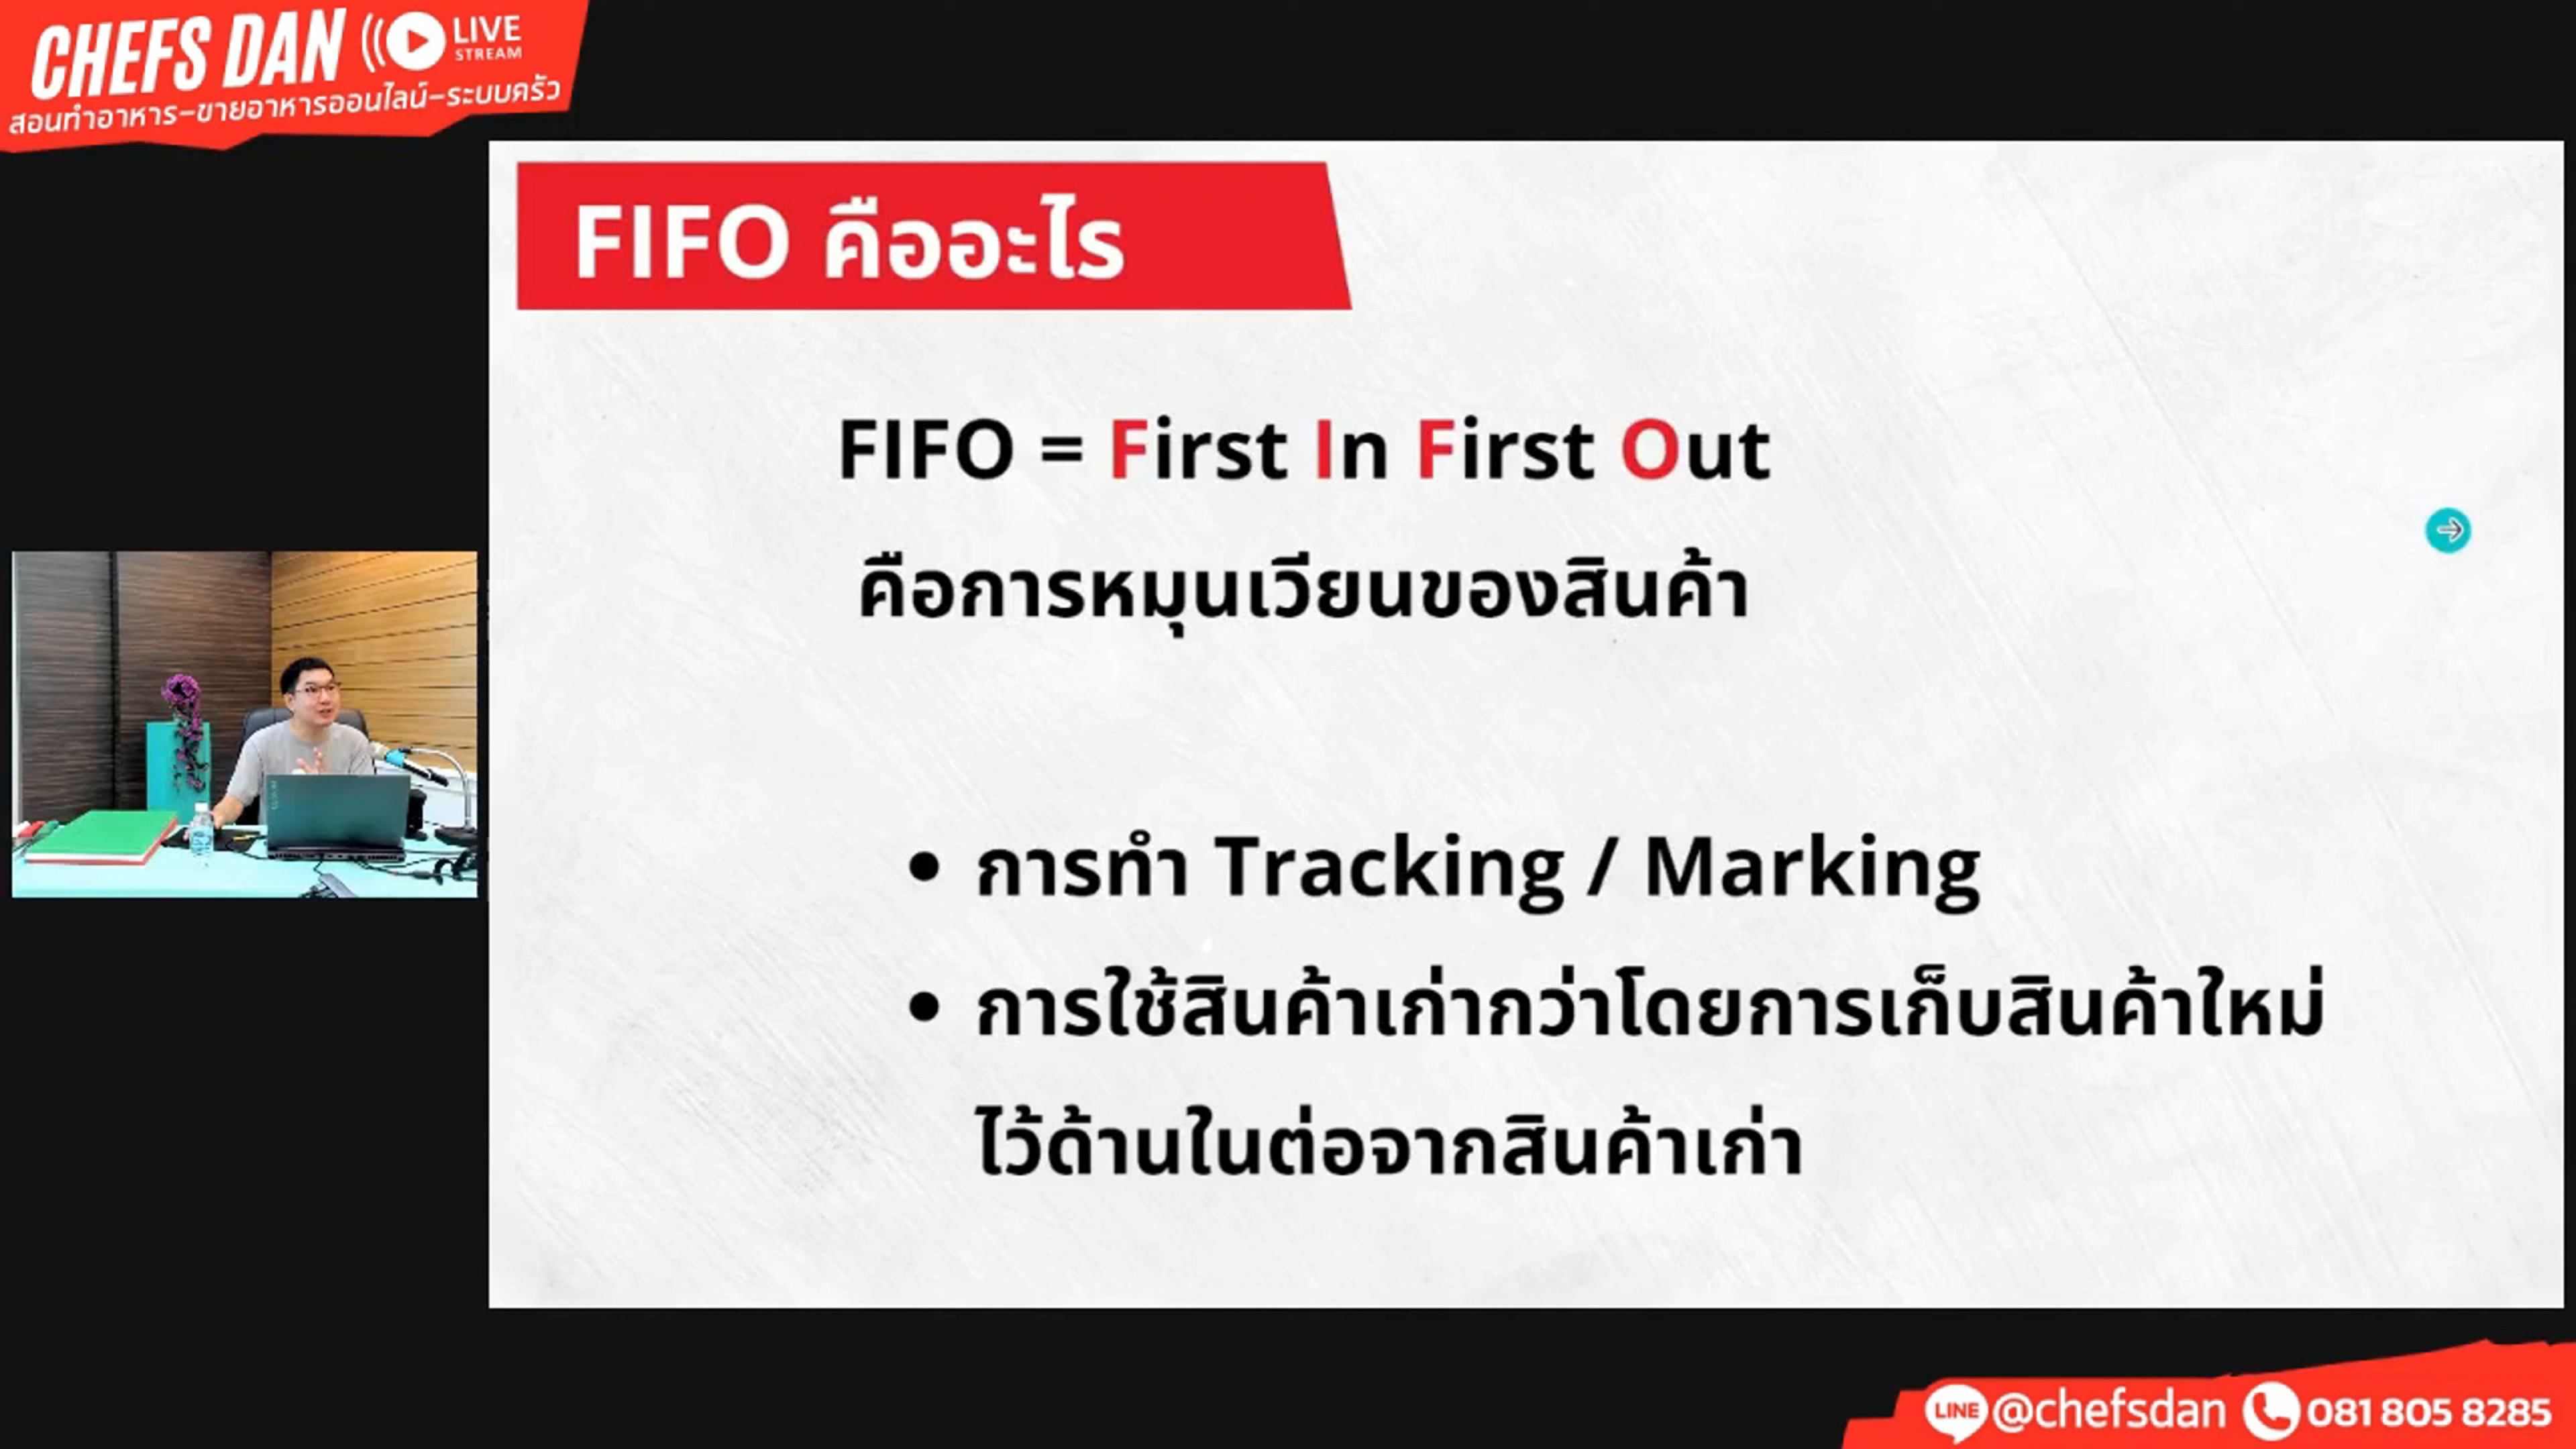 CHEFS DAN LIVE
STREAM
สอนทำอาหาร-ขายอาหารออนไลน์-ระบบครัว
FIFO คืออะไร
FIFO = First In First Out
คือการหมุนเวียนของสินค้า
• การทำ Tracking / Marking
• การใช้สินค้าเก่ากว่าโดยการเก็บสินค้าใหม่
ไว้ด้านในต่อจากสินค้าเก่า
LINE @chefsdan 081 805 8285